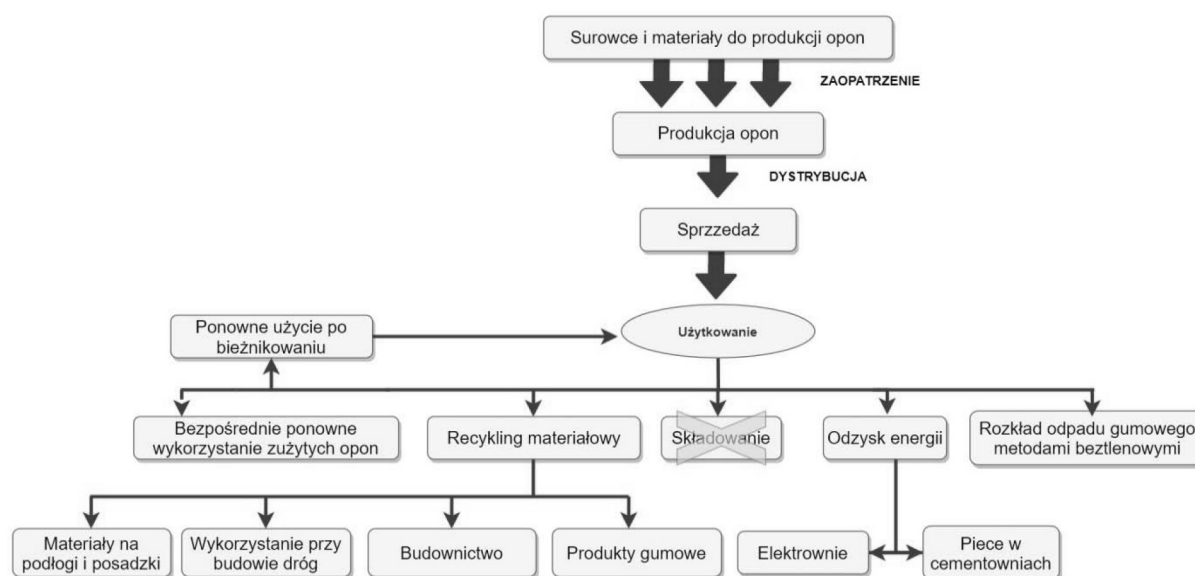 Surowce i materiały do produkcji opon
ZAOPATRZENIE
Produkcja opon
DYSTRYBUCJA
Sprzzedaż
Użytkowanie
Ponowne użycie po
bieżnikowaniu
Bezpośrednie ponowne
wykorzystanie zużytych opon
Recykling materiałowy
Składowanie
Odzysk energii
Rozkład odpadu gumowego
metodami beztlenowymi
Materiały na
podłogi i posadzki
Wykorzystanie przy
budowie dróg
Budownictwo
Produkty gumowe
Elektrownie
Piece w
cementowniach